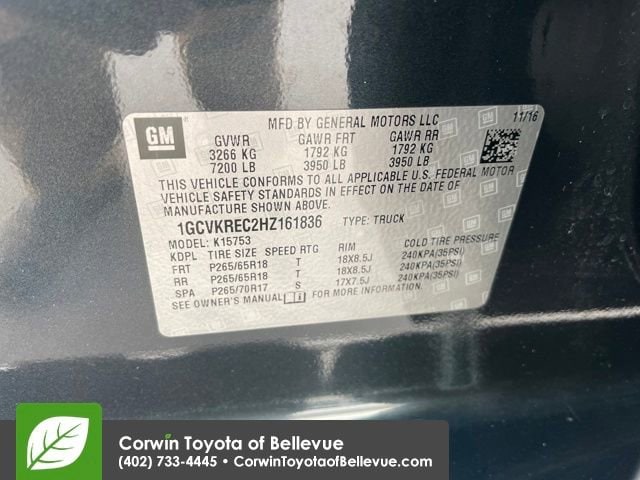 GM
MFD BY GENERAL MOTORS LLC 11/16
GVWR GAWR FRT GAWR RR
3266 KG 1792 KG 1792 KG
7200 LB 3950 LB 3950 LB
THIS VEHICLE CONFORMS TO ALL APPLICABLE U.S. FEDERAL MOTOR
VEHICLE SAFETY STANDARDS IN EFFECT ON THE DATE OF
MANUFACTURE SHOWN ABOVE.
1GCVKREC2HZ161836 TYPE: TRUCK
MODEL: K15753
KDPL TIRE SIZE SPEED RTG RIM COLD TIRE PRESSURE
FRT P265/65R18 T 18X8.5J 240KPA(35PSI)
RR P265/65R18 T 18X8.5J 240KPA(35PSI)
SPA P265/70R17 S 17X7.5J 240KPA(35PSI)
SEE OWNER'S MANUAL FOR MORE INFORMATION.
Corwin Toyota of Bellevue
(402) 733-4445 • CorwinToyotaofBellevue.com